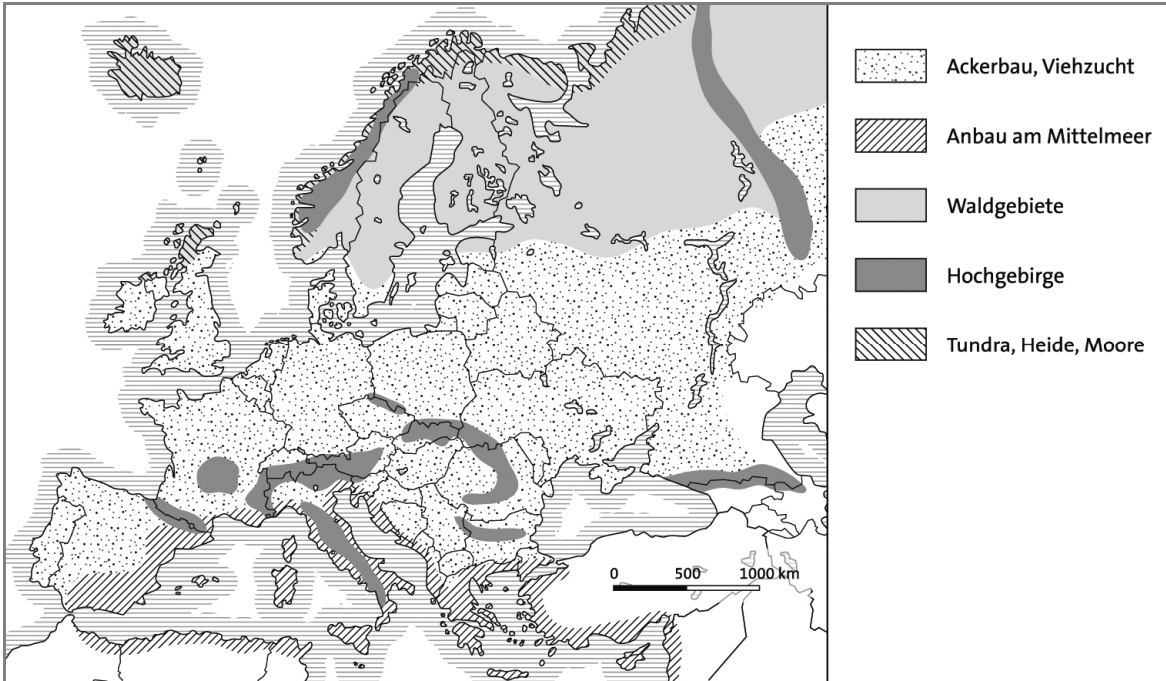 Ackerbau, Viehzucht
Anbau am Mittelmeer
Waldgebiete
Hochgebirge
Tundra, Heide, Moore
0 500 1000 km